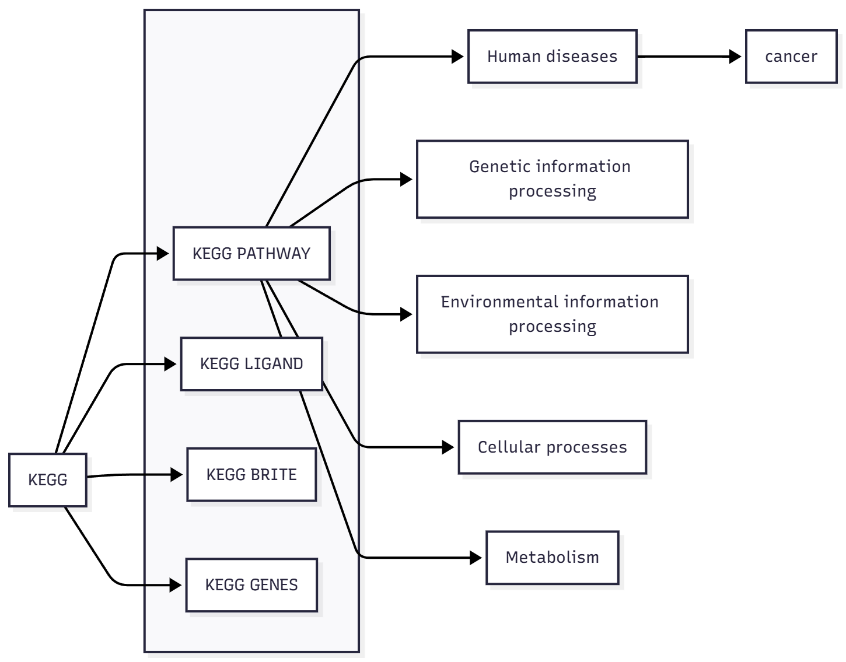 Human diseases
cancer
Genetic information
processing
KEGG PATHWAY
Environmental information
processing
KEGG LIGAND
Cellular processes
KEGG
KEGG BRITE
Metabolism
KEGG GENES